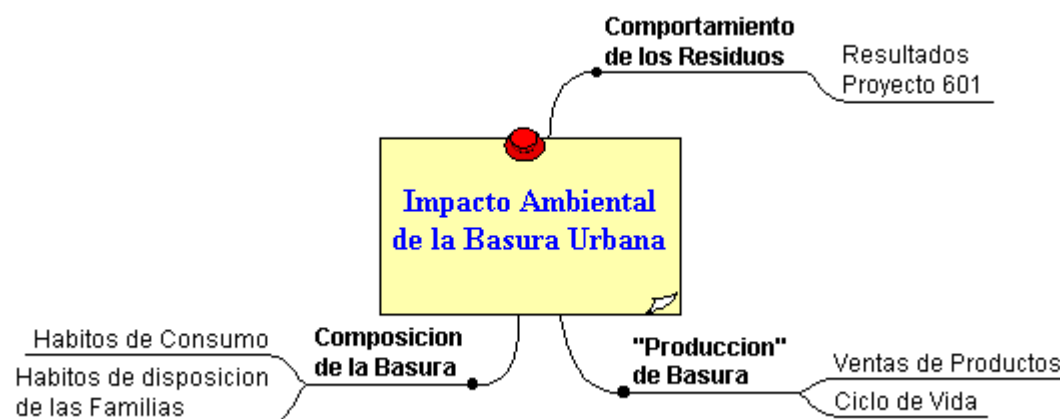 Comportamiento
de los Residuos
Resultados
Proyecto 601
Impacto Ambiental
de la Basura Urbana
Composicion
de la Basura
Habitos de Consumo
Habitos de disposicion
de las Familias
"Produccion"
de Basura
Ventas de Productos
Ciclo de Vida